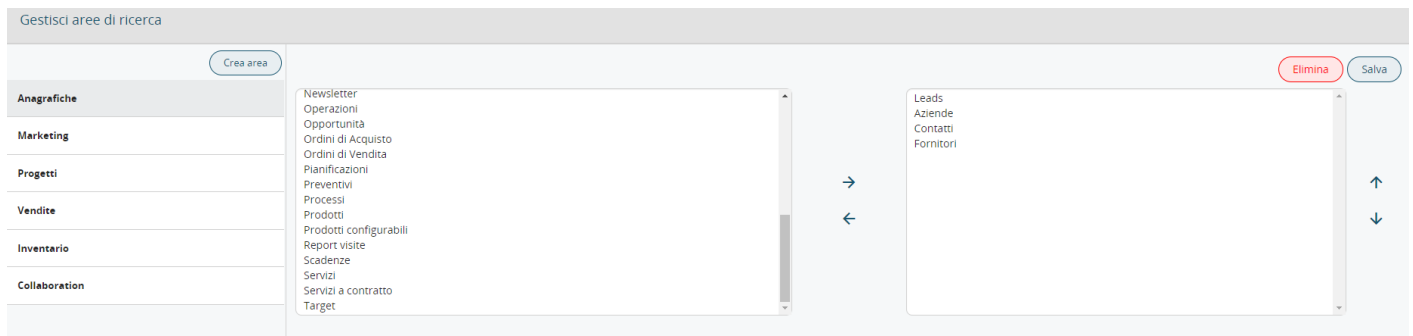 Gestisci aree di ricerca
Crea area
Elimina
Salva
Anagrafiche
Marketing
Progetti
Vendite
Inventario
Collaboration
Newsletter
Operazioni
Opportunità
Ordini di Acquisto
Ordini di Vendita
Pianificazioni
Preventivi
Processi
Prodotti
Prodotti configurabili
Report visite
Scadenze
Servizi
Servizi a contratto
Target
Leads
Aziende
Contatti
Fornitori